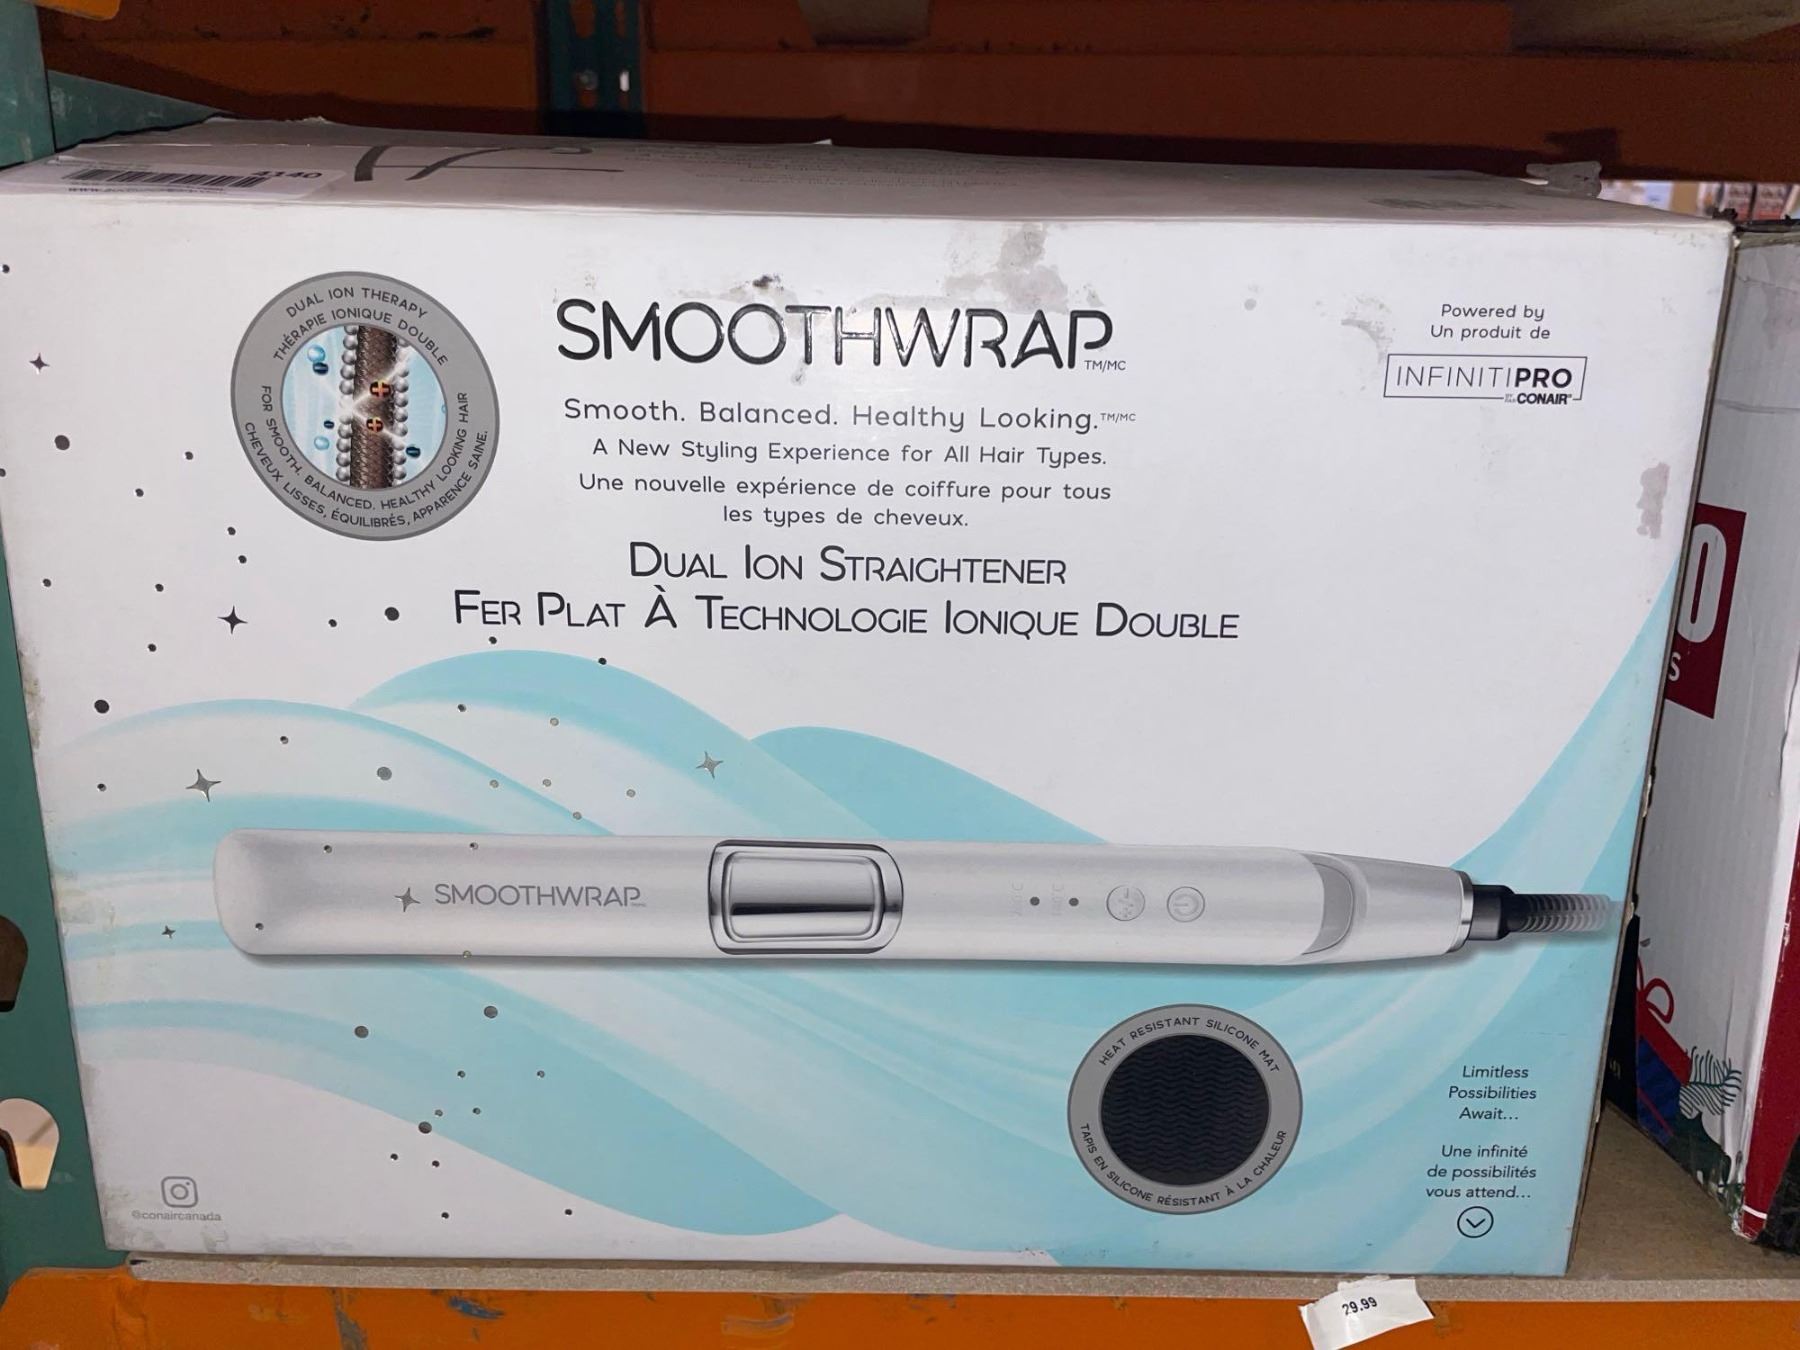 4140
DUAL ION THERAPY
THÉRAPIE IONIQUE DOUBLE
FOR SMOOTH. BALANCED. HEALTHY LOOKING HAIR
CHEVEUX LISSES, ÉQUILIBRÉS, APPARENCE SAINE.
SMOOTHWRAP TM/MC
Smooth. Balanced. Healthy Looking.TM/MC
A New Styling Experience for All Hair Types.
Une nouvelle expérience de coiffure pour tous
les types de cheveux.
DUAL ION STRAIGHTENER
FER PLAT À TECHNOLOGIE IONIQUE DOUBLE
Powered by
Un produit de
INFINITIPRO
BY PAR CONAIR
SMOOTHWRAP
HEAT RESISTANT SILICONE MAT
TAPIS EN SILICONE RÉSISTANT À LA CHALEUR
Limitless
Possibilities
Await...
Une infinité
de possibilités
vous attend...
@conaircanada
29.99